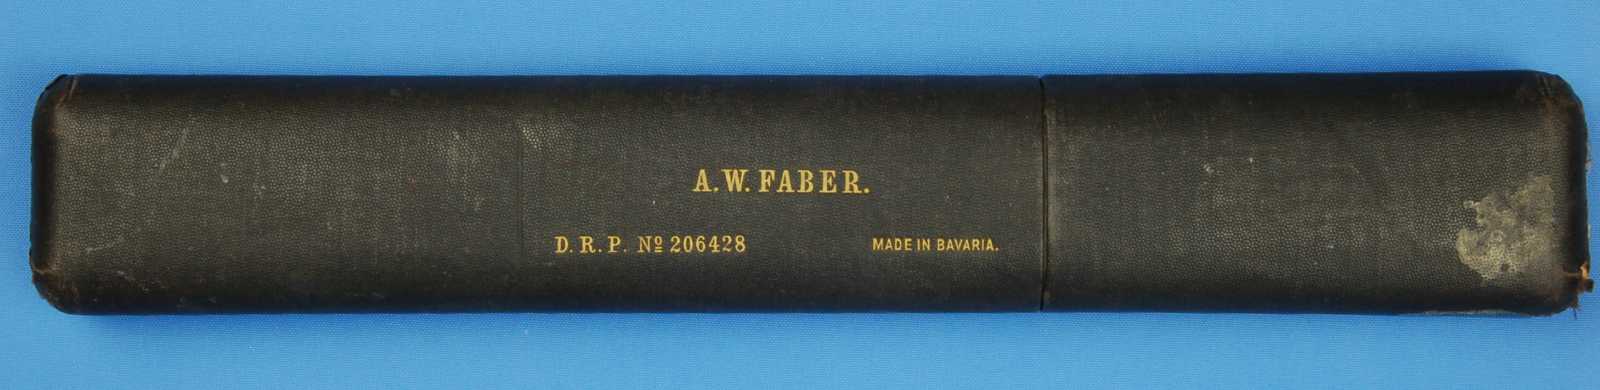 A.W. FABER.
D. R. P. Nº 206428 MADE IN BAVARIA.